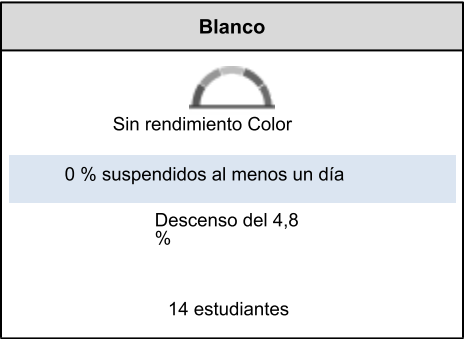 Blanco
Sin rendimiento Color
0 % suspendidos al menos un día
Descenso del 4,8
%
14 estudiantes